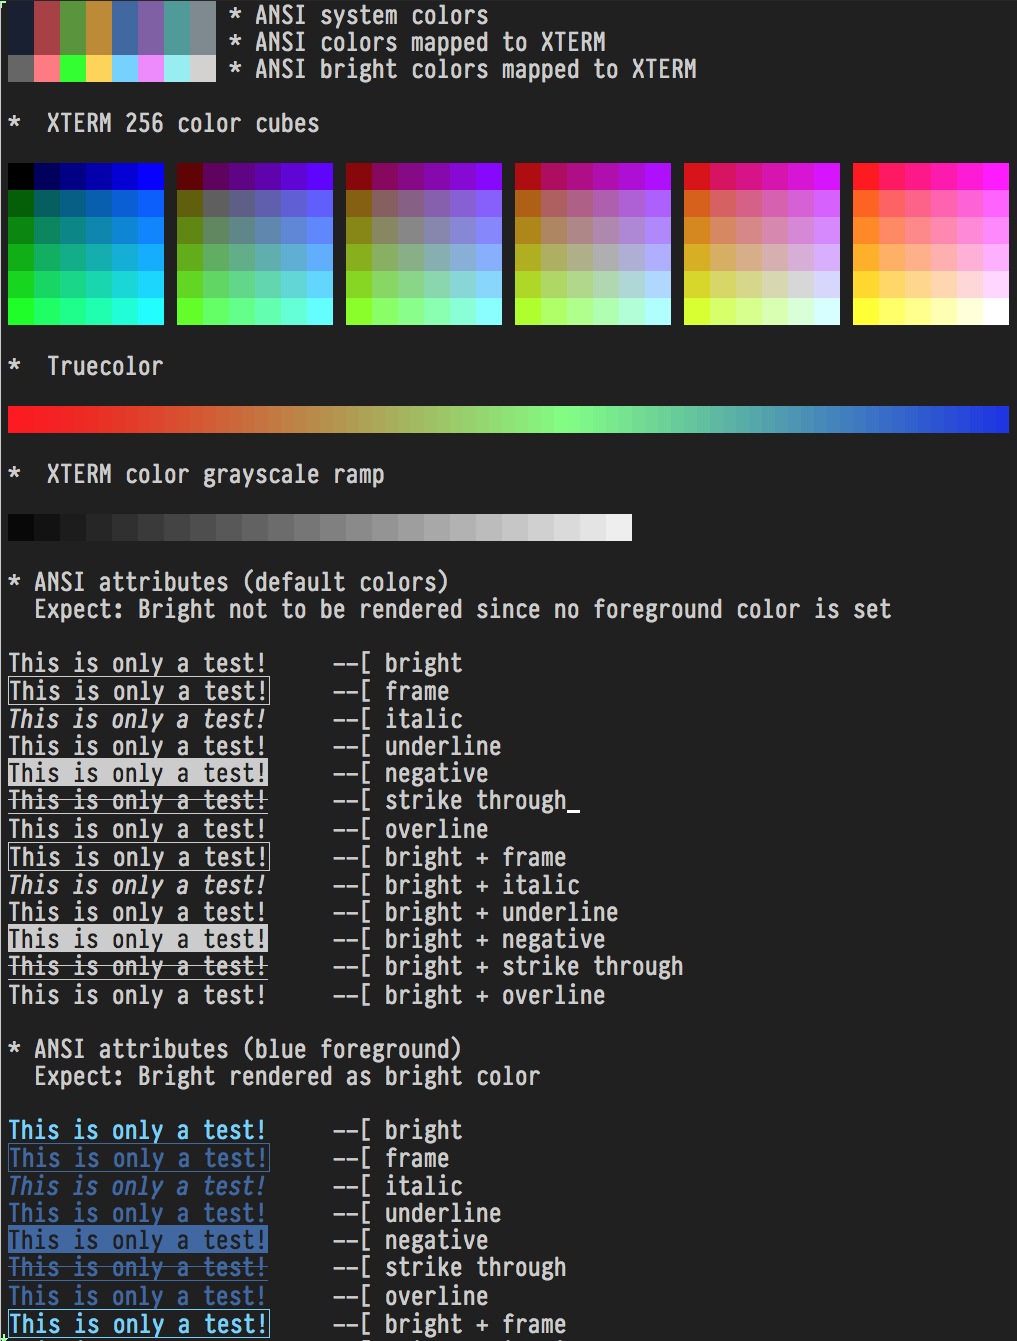 * ANSI system colors
* ANSI colors mapped to XTERM
* ANSI bright colors mapped to XTERM
*  XTERM 256 color cubes
*  Truecolor
*  XTERM color grayscale ramp
* ANSI attributes (default colors)
Expect: Bright not to be rendered since no foreground color is set
This is only a test!     --[ bright
This is only a test!     --[ frame
This is only a test!     --[ italic
This is only a test!     --[ underline
This is only a test!     --[ negative
This is only a test!     --[ strike through_
This is only a test!     --[ overline
This is only a test!     --[ bright + frame
This is only a test!     --[ bright + italic
This is only a test!     --[ bright + underline
This is only a test!     --[ bright + negative
This is only a test!     --[ bright + strike through
This is only a test!     --[ bright + overline
* ANSI attributes (blue foreground)
Expect: Bright rendered as bright color
This is only a test!     --[ bright
This is only a test!     --[ frame
This is only a test!     --[ italic
This is only a test!     --[ underline
This is only a test!     --[ negative
This is only a test!     --[ strike through
This is only a test!     --[ overline
This is only a test!     --[ bright + frame